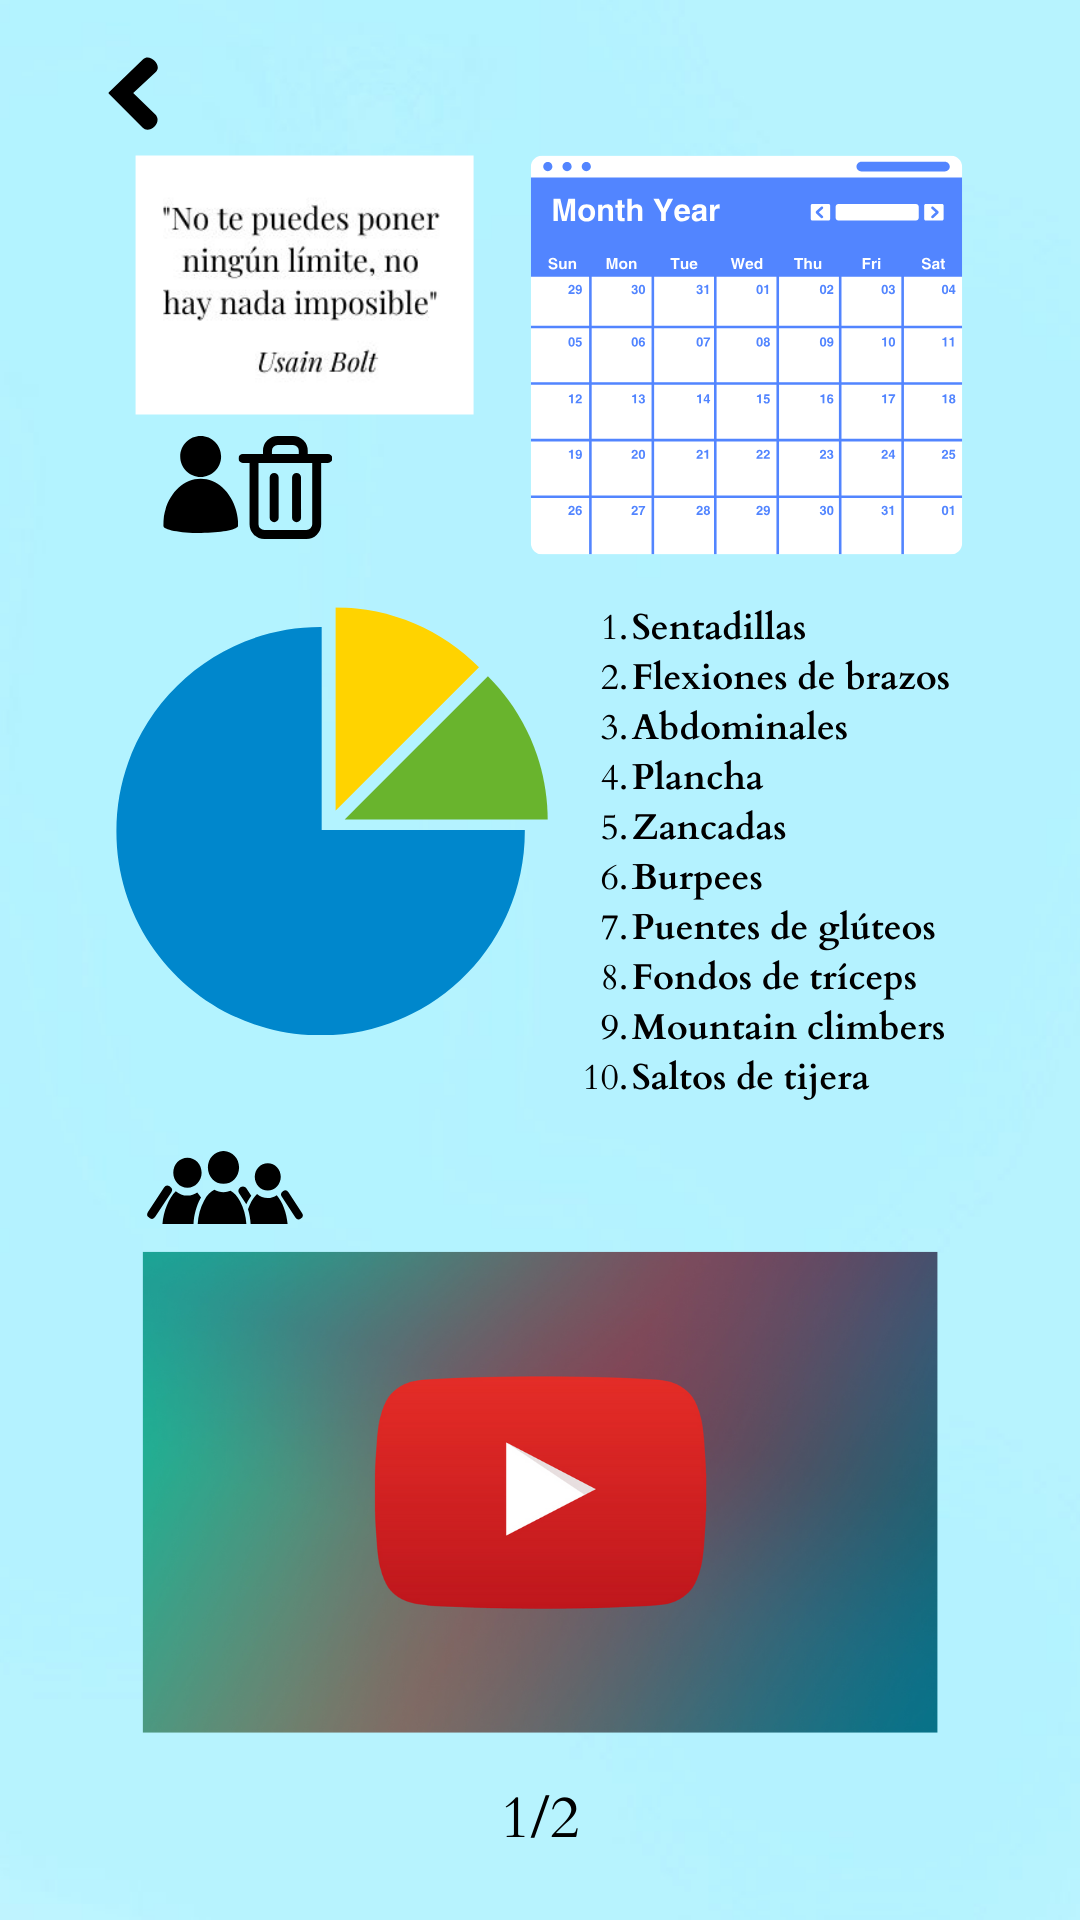 "No te puedes poner
ningún límite, no
hay nada imposible"
Usain Bolt
Month Year
Sun Mon Tue Wed Thu Fri Sat
29 30 31 01 02 03 04
05 06 07 08 09 10 11
12 13 14 15 16 17 18
19 20 21 22 23 24 25
26 27 28 29 30 31 01
1. Sentadillas
2. Flexiones de brazos
3. Abdominales
4. Plancha
5. Zancadas
6. Burpees
7. Puentes de glúteos
8. Fondos de tríceps
9. Mountain climbers
10. Saltos de tijera
1/2